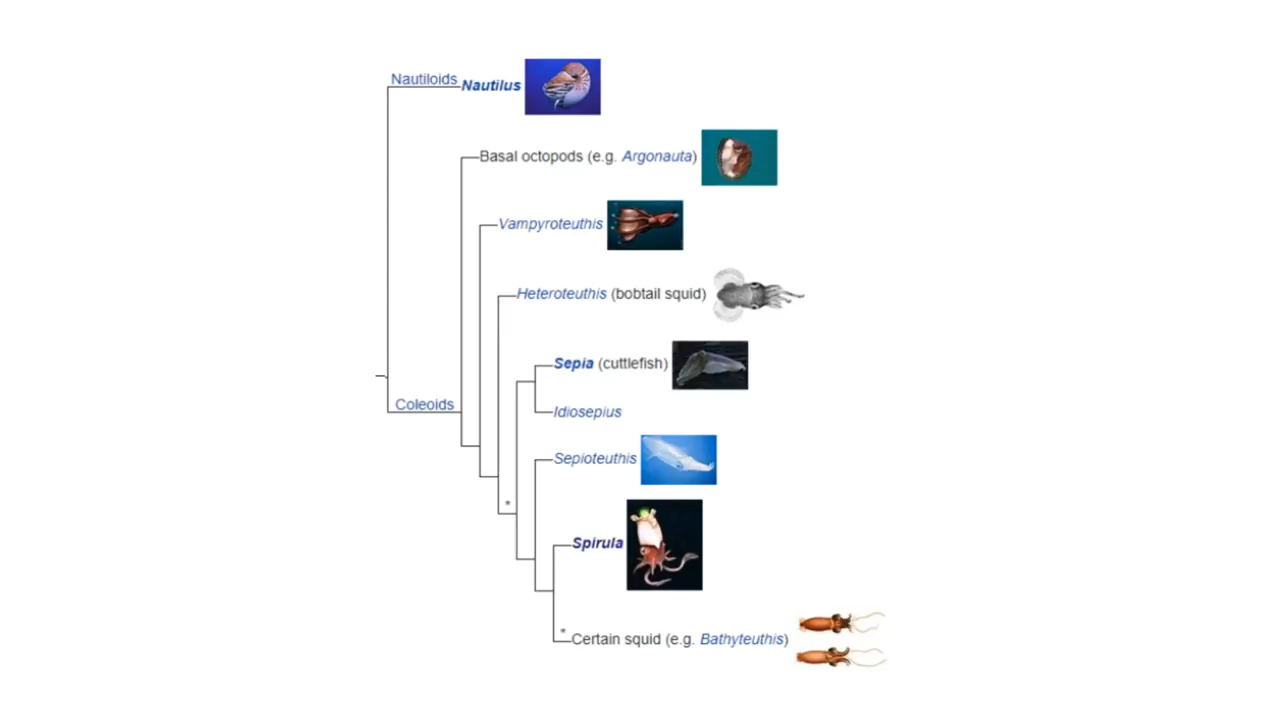 Nautiloids Nautilus
Basal octopods (e.g. Argonauta)
Vampyroteuthis
Heteroteuthis (bobtail squid)
Sepia (cuttlefish)
Coleoids
Idiosepius
Sepioteuthis
*
Spirula
*
Certain squid (e.g. Bathyteuthis)